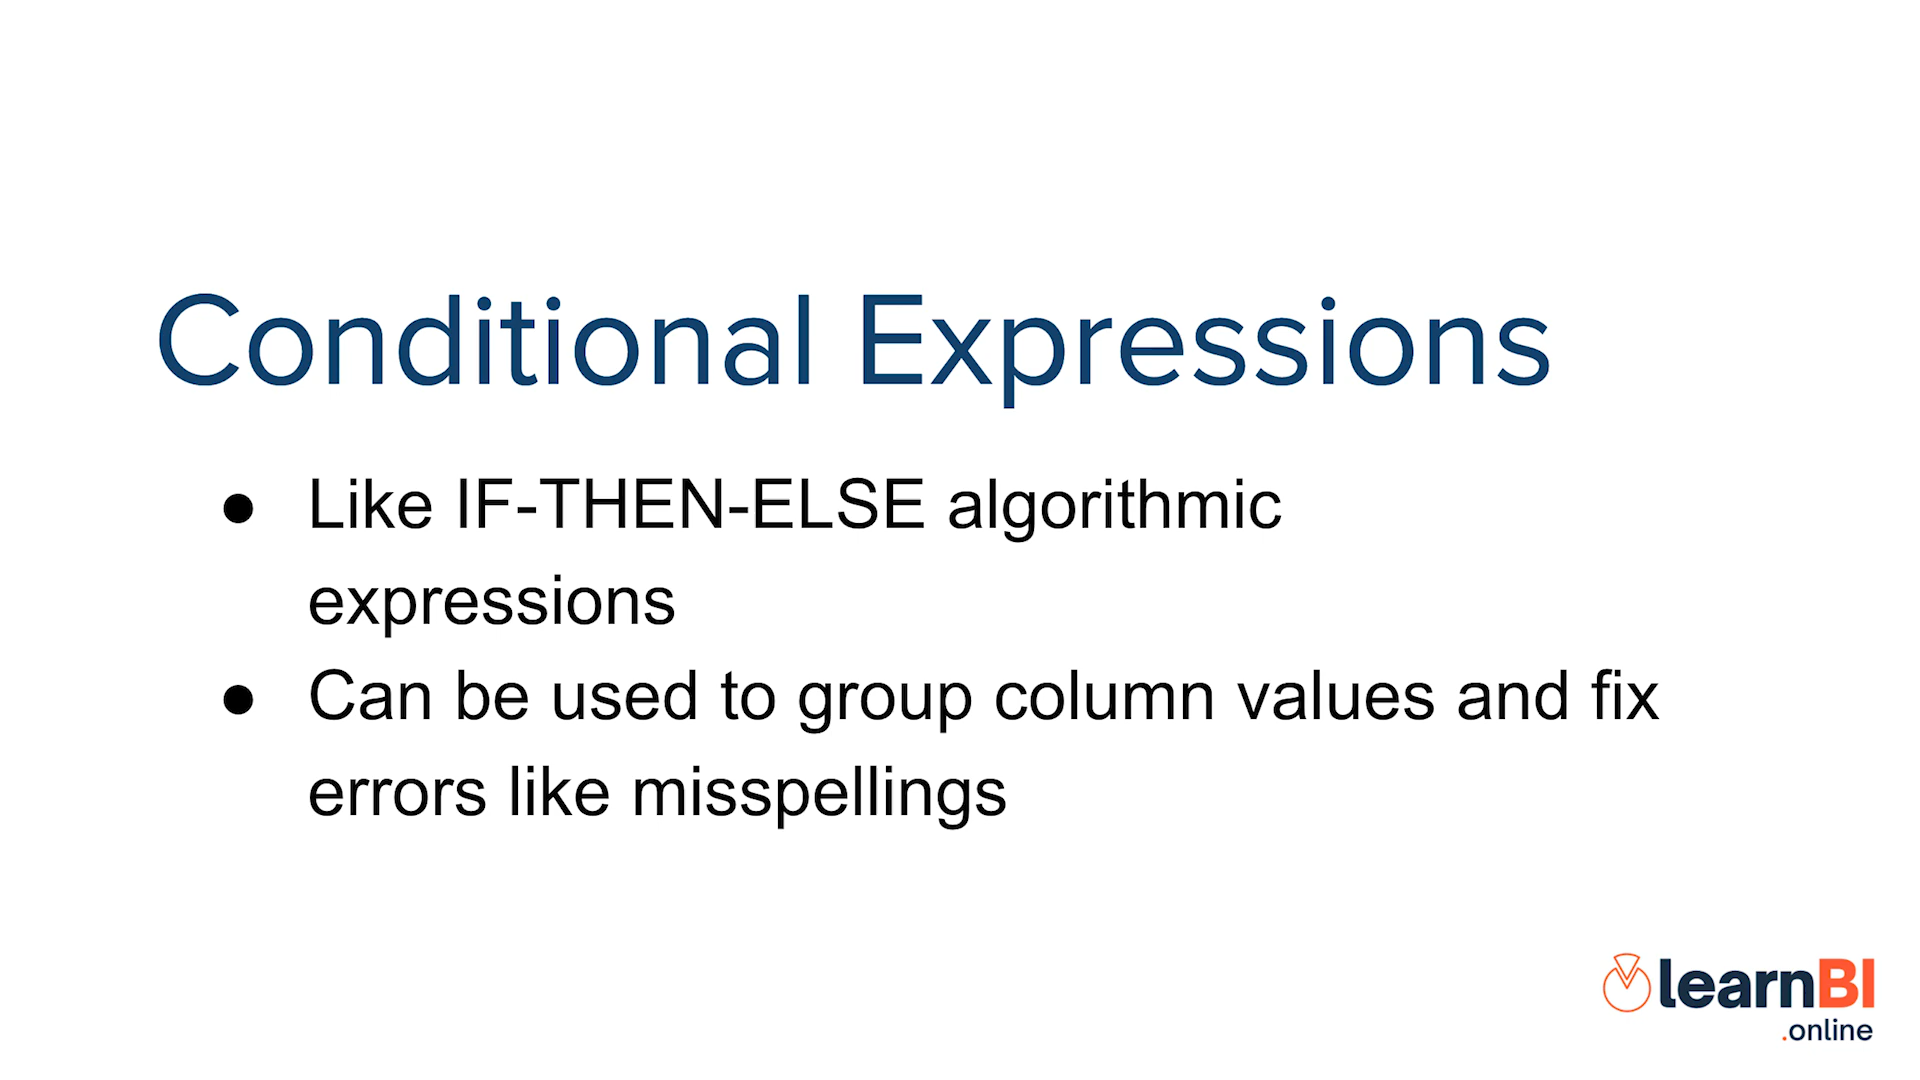 Conditional Expressions
● Like IF-THEN-ELSE algorithmic
expressions
● Can be used to group column values and fix
errors like misspellings
learnBI
.online